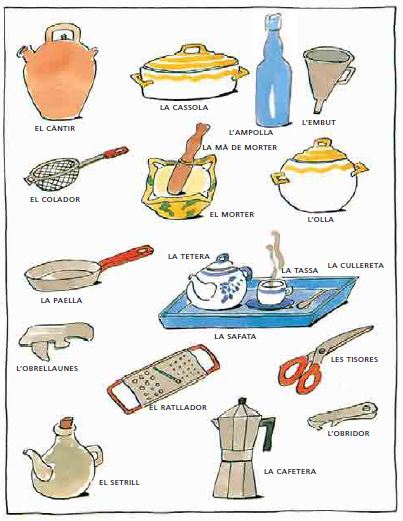 EL CÀNTIR
LA CASSOLA
L'AMPOLLA
L'EMBUT
LA MÀ DE MORTER
EL COLADOR
EL MORTER
L'OLLA
LA TETERA
LA TASSA
LA CULLERETA
LA PAELLA
LA SAFATA
L'OBRELLAUNES
EL RATLLADOR
LES TISORES
L'OBRIDOR
EL SETRILL
LA CAFETERA